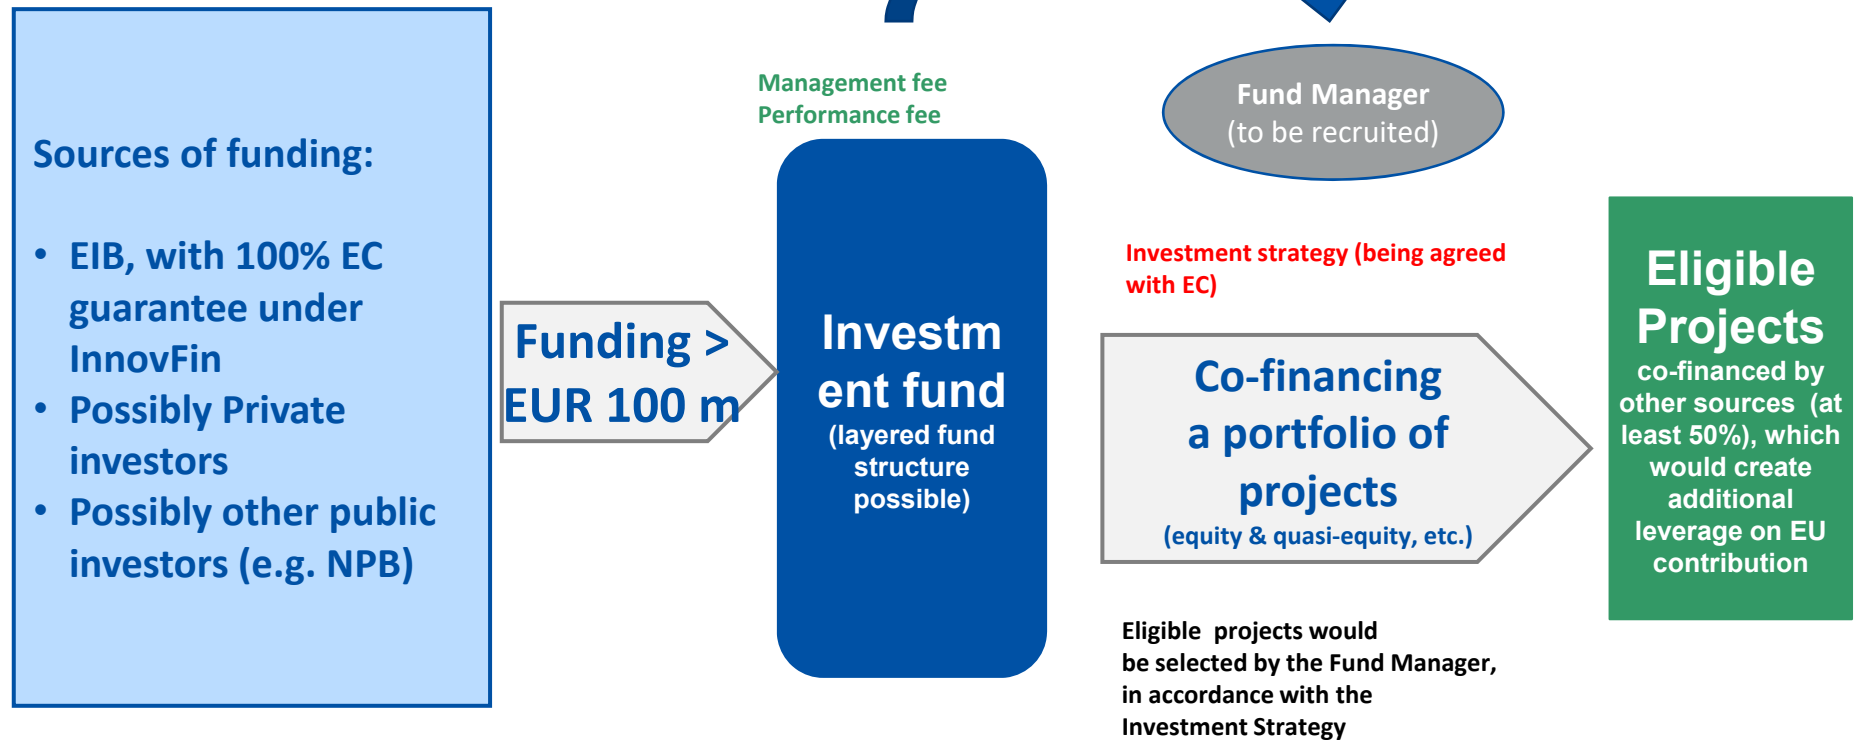 Sources of funding:
• EIB, with 100% EC
guarantee under
InnovFin
• Possibly Private
investors
• Possibly other public
investors (e.g. NPB)
Funding >
EUR 100 m
Management fee
Performance fee
Investm
ent fund
(layered fund
structure
possible)
Fund Manager
(to be recruited)
Investment strategy (being agreed
with EC)
Co-financing
a portfolio of
projects
(equity & quasi-equity, etc.)
Eligible  projects would
be selected by the Fund Manager,
in accordance with the
Investment Strategy
Eligible
Projects
co-financed by
other sources  (at
least 50%), which
would create
additional
leverage on EU
contribution